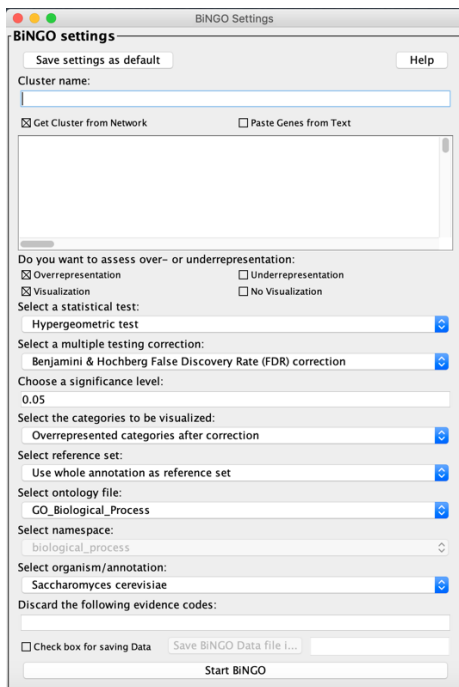 BiNGO Settings
BiNGO settings
Save settings as default Help
Cluster name:
Get Cluster from Network Paste Genes from Text
Do you want to assess over- or underrepresentation:
Overrepresentation Underrepresentation
Visualization No Visualization
Select a statistical test:
Hypergeometric test
Select a multiple testing correction:
Benjamini & Hochberg False Discovery Rate (FDR) correction
Choose a significance level:
0.05
Select the categories to be visualized:
Overrepresented categories after correction
Select reference set:
Use whole annotation as reference set
Select ontology file:
GO_Biological_Process
Select namespace:
biological_process
Select organism/annotation:
Saccharomyces cerevisiae
Discard the following evidence codes:
Check box for saving Data Save BiNGO Data file i...
Start BiNGO